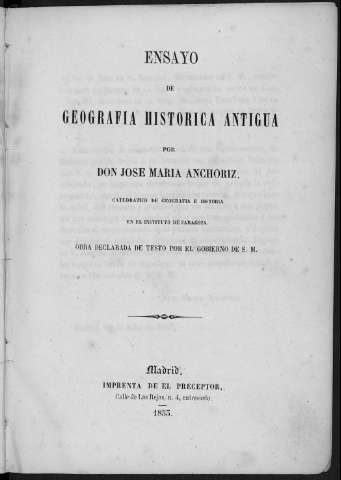 ENSAYO
DE
GEOGRAFIA HISTORICA ANTIGUA
POR
DON JOSE MARIA ANCHORIZ,
CATEDRATICO DE GEOGRAFIA E HISTORIA
EN EL INSTITUTO DE ZARAGOZA.
OBRA DECLARADA DE TESTO POR EL GOBIERNO DE S. M.
Madrid.
IMPRENTA DE EL PRECEPTOR,
Calle de Las Rejas, n. 4, entresuelo.
1853.